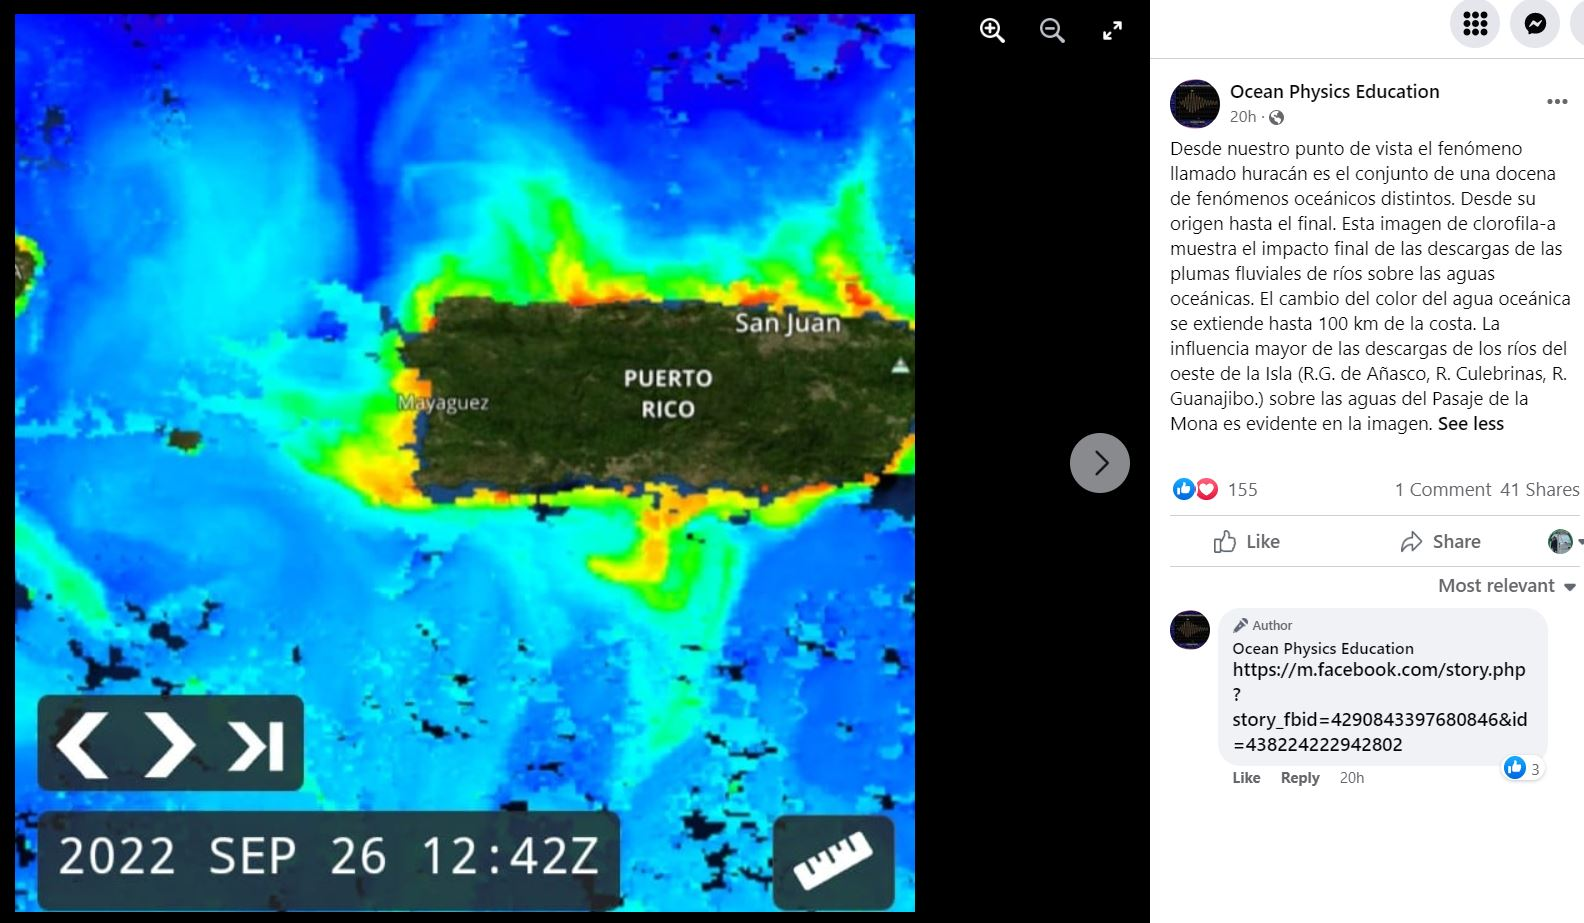 San Juan
PUERTO
RICO
Mayaguez
2022 SEP 26 12:42Z
Ocean Physics Education
20h
Desde nuestro punto de vista el fenómeno
llamado huracán es el conjunto de una docena
de fenómenos oceánicos distintos. Desde su
origen hasta el final. Esta imagen de clorofila-a
muestra el impacto final de las descargas de las
plumas fluviales de ríos sobre las aguas
oceánicas. El cambio del color del agua oceánica
se extiende hasta 100 km de la costa. La
influencia mayor de las descargas de los ríos del
oeste de la Isla (R.G. de Añasco, R. Culebrinas, R.
Guanajibo.) sobre las aguas del Pasaje de la
Mona es evidente en la imagen. See less
155 1 Comment 41 Shares
Like Share
Most relevant
Author
Ocean Physics Education
https://m.facebook.com/story.php
?
story_fbid=4290843397680846&id
=438224222942802
3
Like Reply 20h